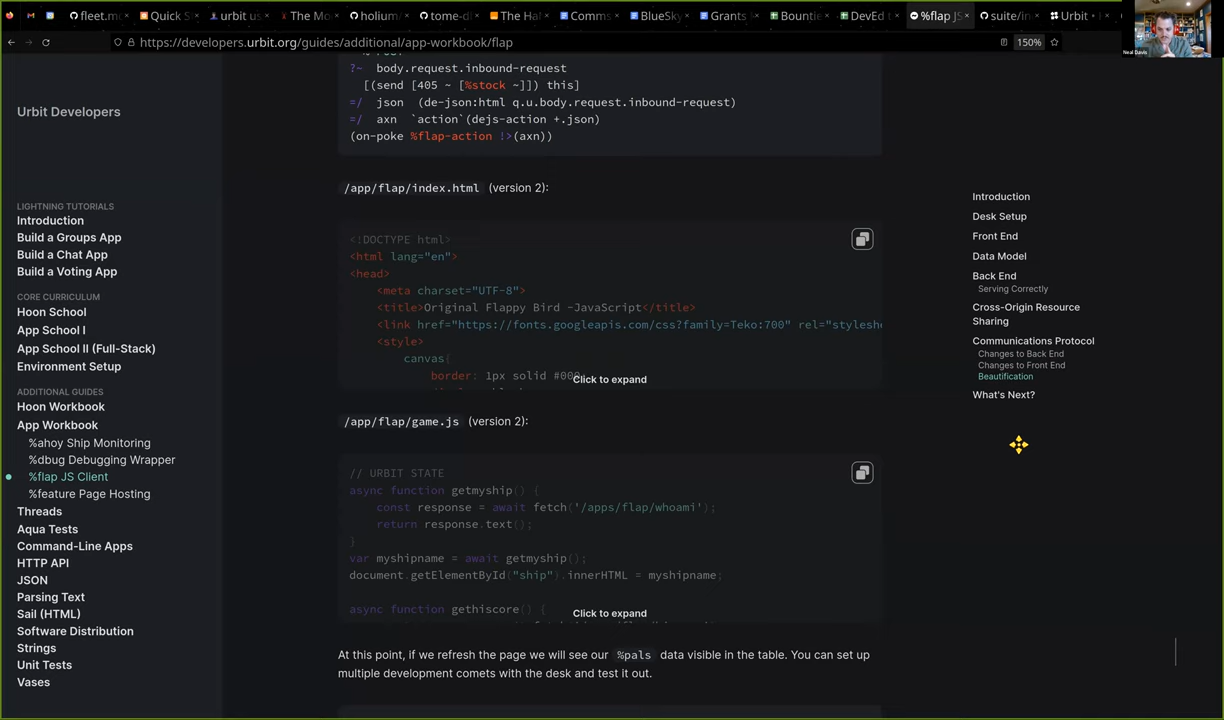 fleet.mo
Quick S
urbit us
The Mo
holium/
tome-d
The Ha
Comms
BlueSky
Grants
Bountie
DevEd t
%flap JS
suite/in
Urbit •
https://developers.urbit.org/guides/additional/app-workbook/flap
150%
Neal Davis
Urbit Developers
LIGHTNING TUTORIALS
Introduction
Build a Groups App
Build a Chat App
Build a Voting App
CORE CURRICULUM
Hoon School
App School I
App School II (Full-Stack)
Environment Setup
ADDITIONAL GUIDES
Hoon Workbook
App Workbook
%ahoy Ship Monitoring
%dbug Debugging Wrapper
%flap JS Client
%feature Page Hosting
Threads
Aqua Tests
Command-Line Apps
HTTP API
JSON
Parsing Text
Sail (HTML)
Software Distribution
Strings
Unit Tests
Vases
?~  body.request.inbound-request
[(send [405 ~ [%stock ~]]) this]
=/  json  (de-json:html q.u.body.request.inbound-request)
=/  axn  `action`(dejs-action +.json)
(on-poke %flap-action !>(axn))
/app/flap/index.html (version 2):
<!DOCTYPE html>
<html lang="en">
<head>
<meta charset="UTF-8">
<title>Original Flappy Bird -JavaScript</title>
<link href="https://fonts.googleapis.com/css?family=Teko:700" rel="styleshe
<style>
canvas{
border: 1px solid #000
Click to expand
/app/flap/game.js (version 2):
// URBIT STATE
async function getmyship() {
const response = await fetch('/apps/flap/whoami');
return response.text();
}
var myshipname = await getmyship();
document.getElementById("ship").innerHTML = myshipname;
async function gethiscore() {
Click to expand
At this point, if we refresh the page we will see our %pals data visible in the table. You can set up
multiple development comets with the desk and test it out.
Introduction
Desk Setup
Front End
Data Model
Back End
Serving Correctly
Cross-Origin Resource
Sharing
Communications Protocol
Changes to Back End
Changes to Front End
Beautification
What's Next?